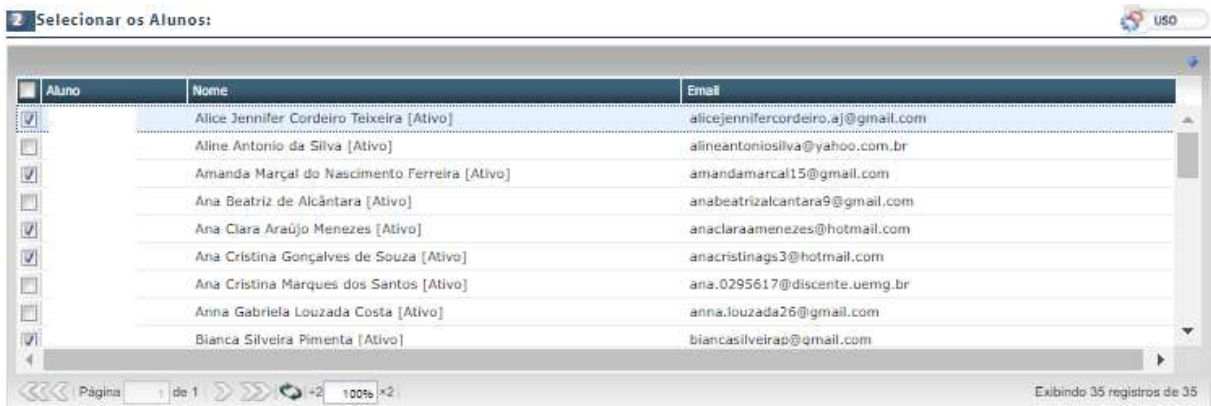 2 Selecionar os Alunos: USO
Aluno Nome Email
Alice Jennifer Cordeiro Teixeira [Ativo] alicejennifercordeiro.aj@gmail.com
Aline Antonio da Silva [Ativo] alineantoniosilva@yahoo.com.br
Amanda Marçal do Nascimento Ferreira [Ativo] amandamarcal15@gmail.com
Ana Beatriz de Alcântara [Ativo] anabeatrizalcantara9@gmail.com
Ana Clara Araújo Menezes [Ativo] anaclaraamenezes@hotmail.com
Ana Cristina Gonçalves de Souza [Ativo] anacristinags3@hotmail.com
Ana Cristina Marques dos Santos [Ativo] ana.0295617@discente.uemg.br
Anna Gabriela Louzada Costa [Ativo] anna.louzada26@gmail.com
Bianca Silveira Pimenta [Ativo] biancasilveirap@gmail.com
Página 1 de 1 ÷2 100% ×2 Exibindo 35 registros de 35